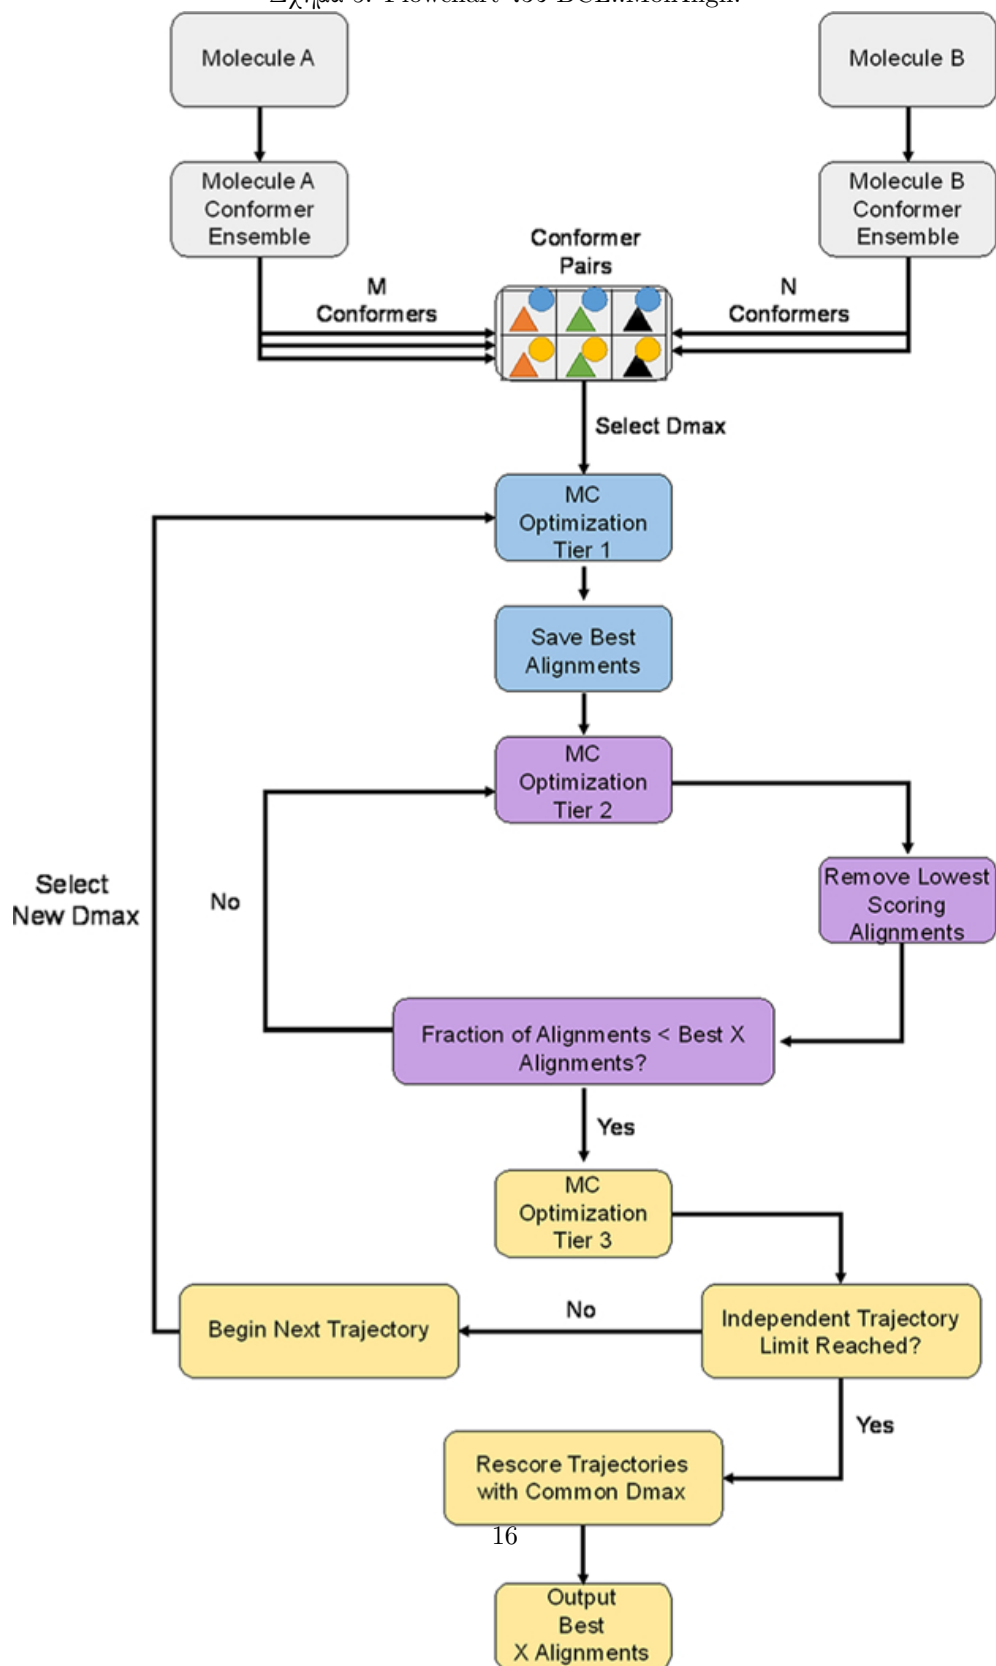 Molecule A
Molecule B
Molecule A
Conformer
Ensemble
Molecule B
Conformer
Ensemble
Conformer
Pairs
M
Conformers
N
Conformers
Select Dmax
MC
Optimization
Tier 1
Save Best
Alignments
MC
Optimization
Tier 2
Select
New Dmax
No
Remove Lowest
Scoring
Alignments
Fraction of Alignments < Best X
Alignments?
Yes
MC
Optimization
Tier 3
Begin Next Trajectory
No
Independent Trajectory
Limit Reached?
Yes
Rescore Trajectories
with Common Dmax
16
Output
Best
X Alignments